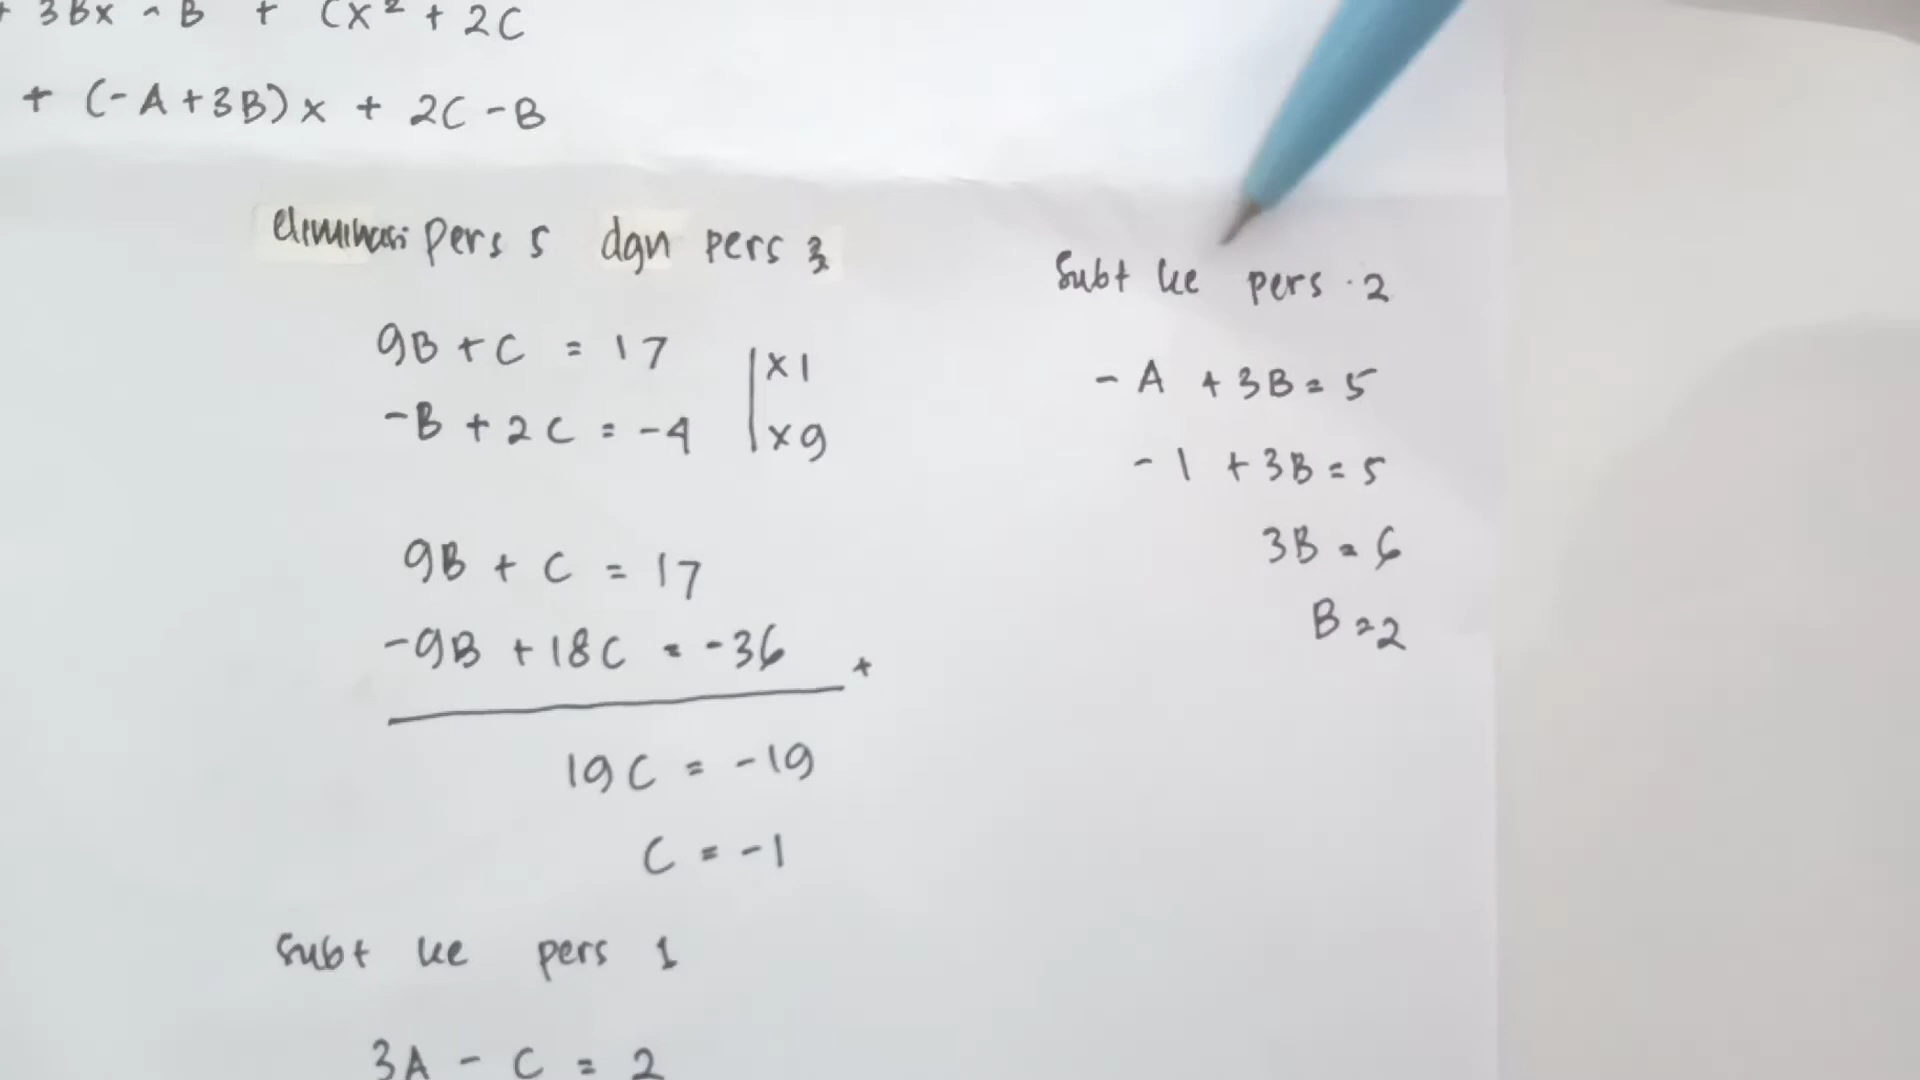 + 3Bx - B + Cx² + 2C
+ (-A+3B)x + 2C - B
eliminasi pers 5 dgn pers 3
9B + C = 17 | x1
-B + 2C = -4 | x9
9B + C = 17
-9B + 18C = -36 +
19C = -19
C = -1
Subt ke pers 1
3A - C = 2
Subt ke pers . 2
- A + 3B = 5
- 1 + 3B = 5
3B = 6
B = 2